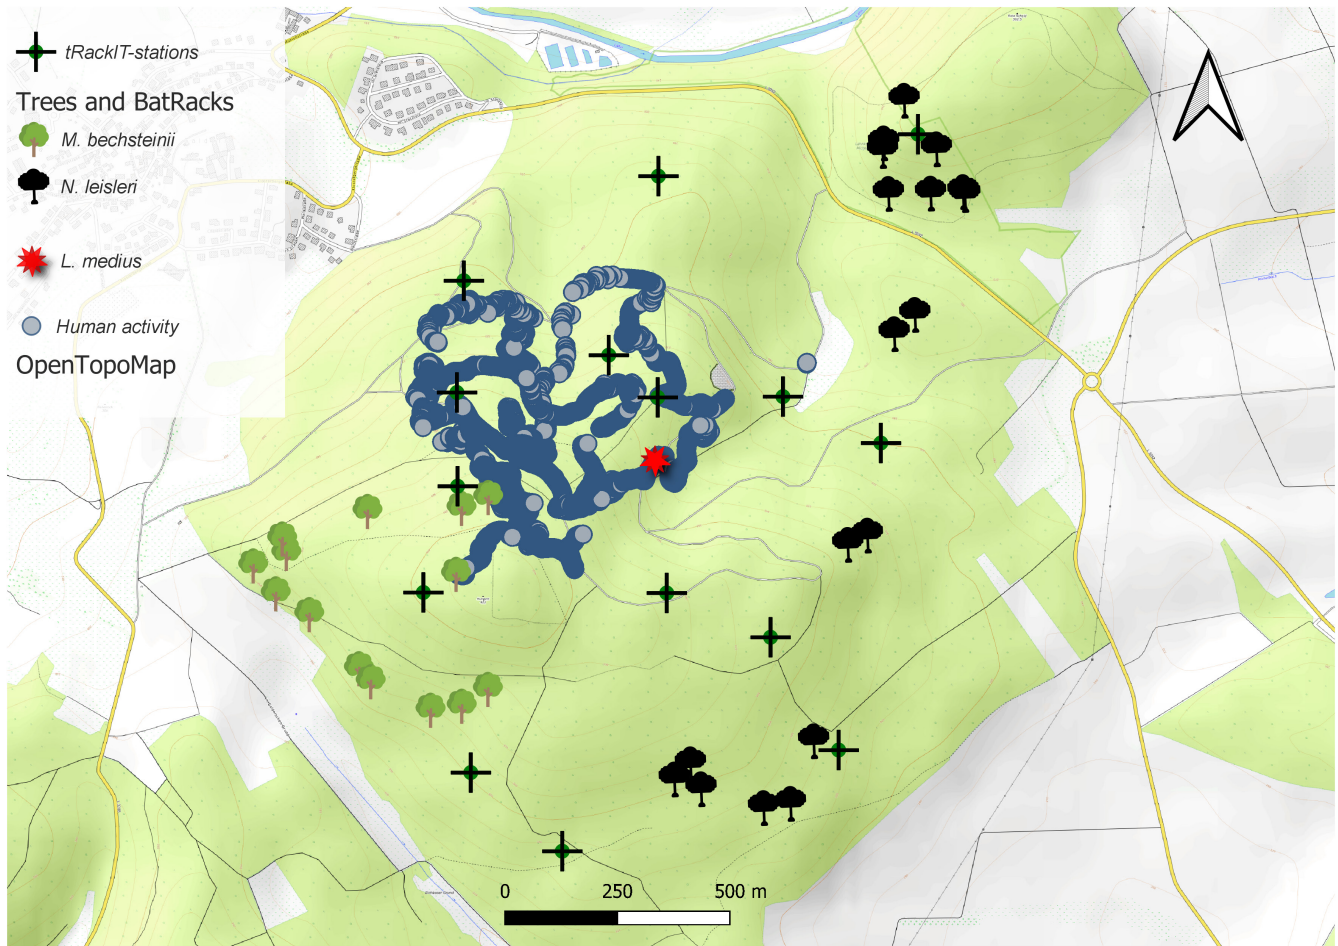 tRackIT-stations
Trees and BatRacks
M. bechsteinii
N. leisleri
L. medius
Human activity
OpenTopoMap
0 250 500 m